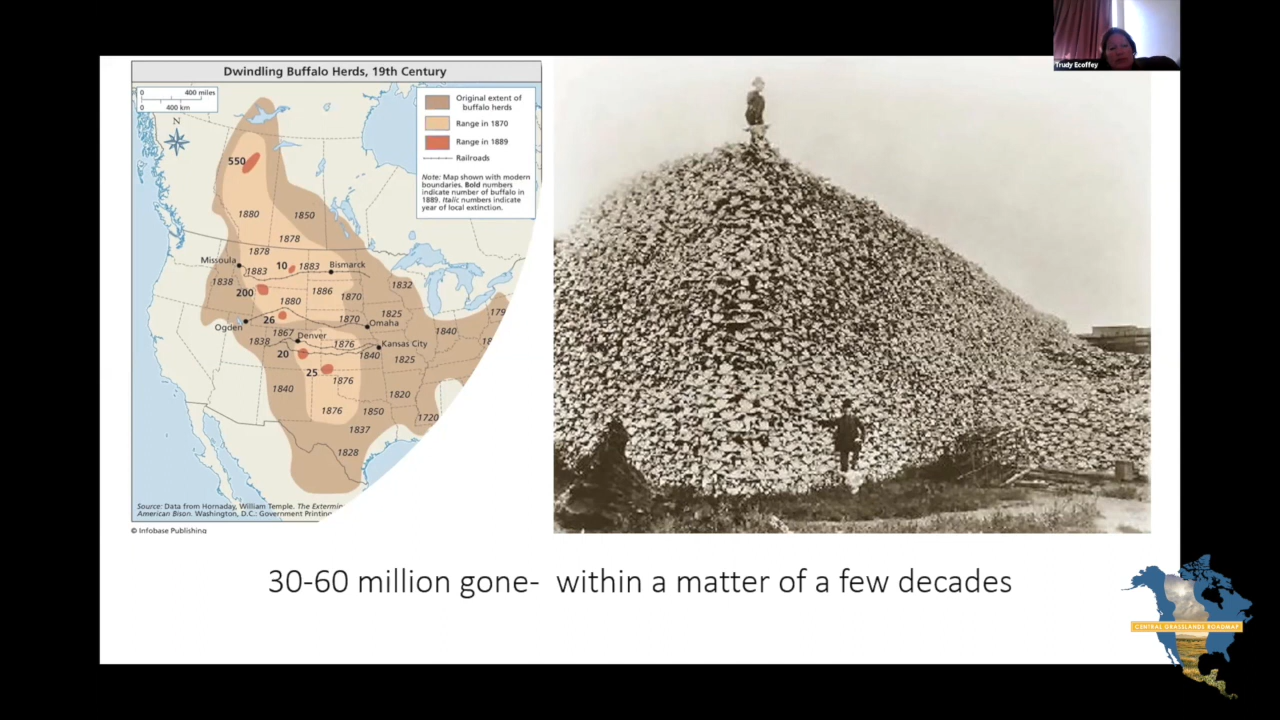 Trudy Ecoffey
Dwindling Buffalo Herds, 19th Century
0 400 miles
0 400 km
N
Original extent of
buffalo herds
Range in 1870
Range in 1889
Railroads
Note: Map shown with modern
boundaries. Bold numbers
indicate number of buffalo in
1889. Italic numbers indicate
year of local extinction.
550
1880
1850
1878
1878
Missoula
1883
10
1883
Bismarck
1838
200
1880
1886
1870
1832
1825
Ogden
26
1870
Omaha
1867
Denver
1838
1876
1840
Kansas City
1840
179
18
20
1825
25
1876
1840
1820
1876
1850
1720
1837
1828
Source: Data from Hornaday, William Temple. The Extermin
American Bison. Washington, D.C.: Government Printing
© Infobase Publishing
30-60 million gone- within a matter of a few decades
CENTRAL GRASSLANDS ROADMAP